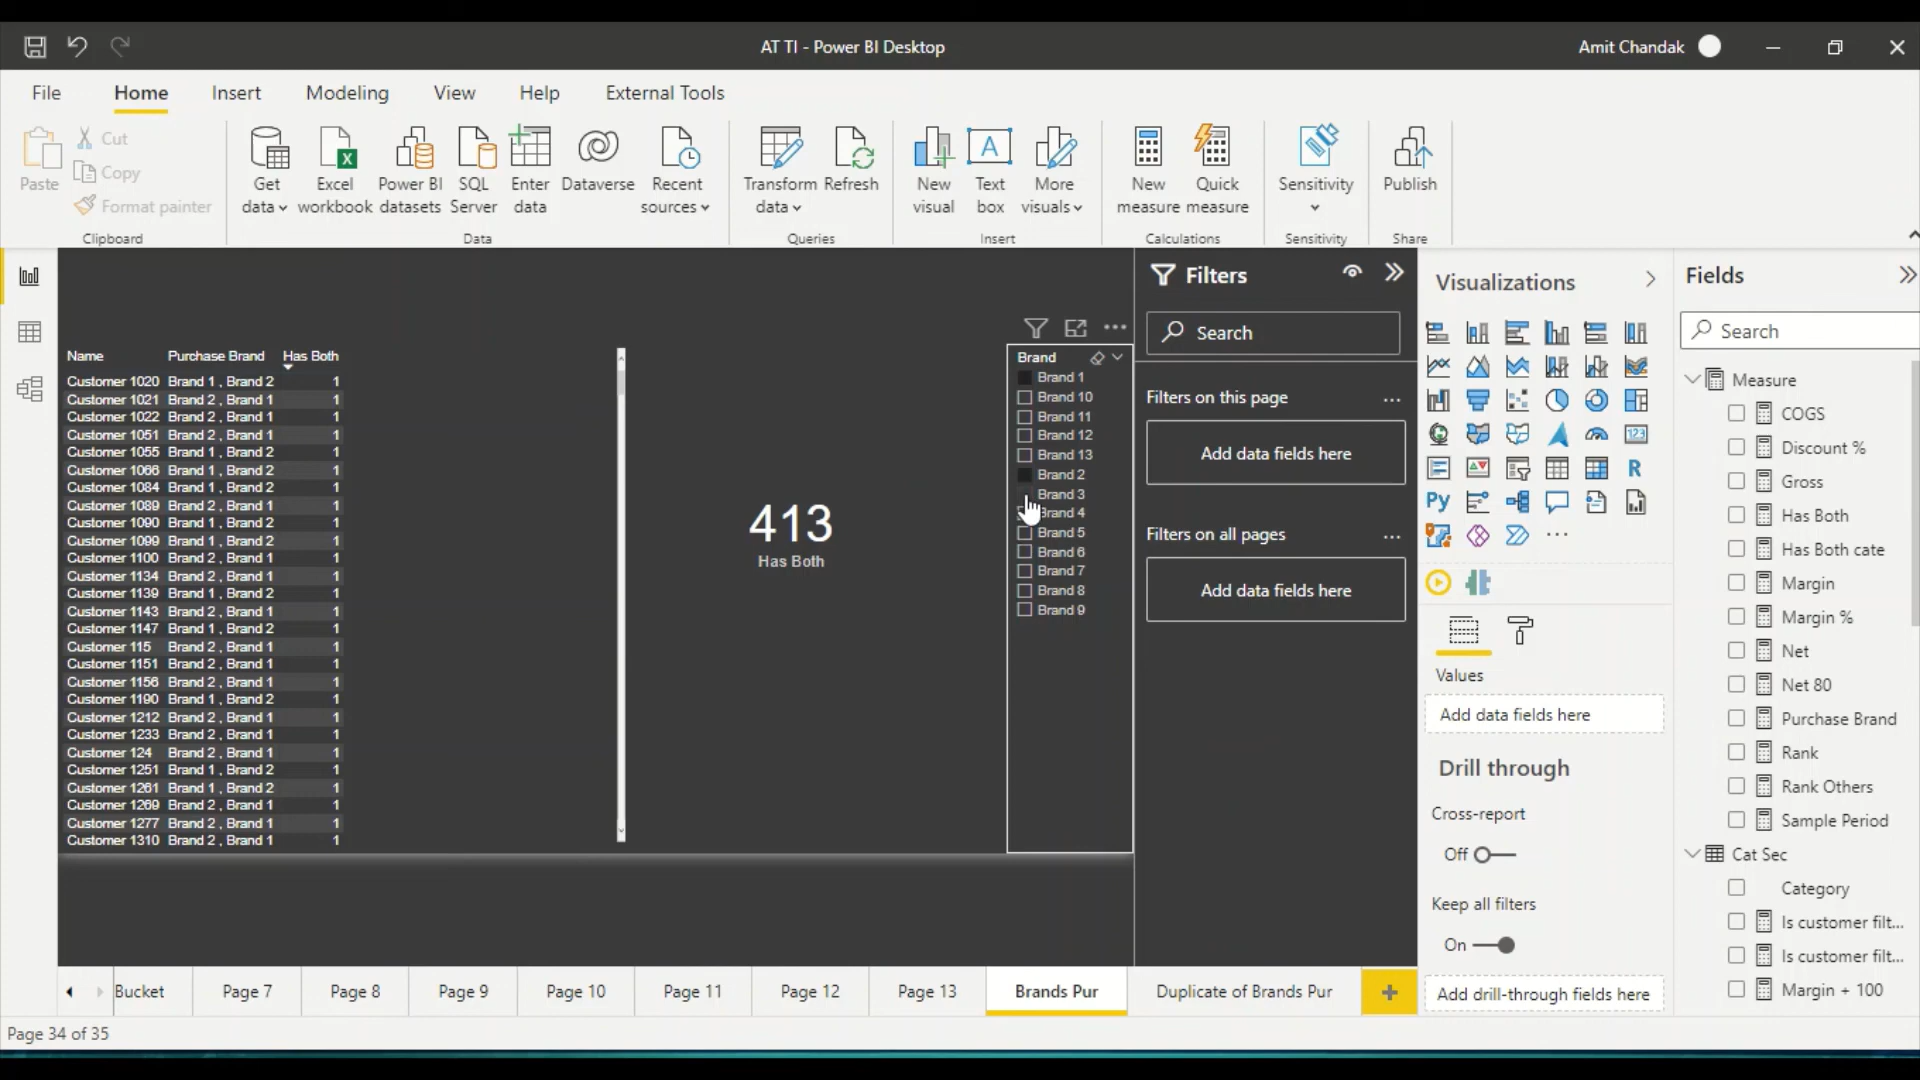 AT TI - Power BI Desktop
Amit Chandak
File
Home
Insert
Modeling
View
Help
External Tools
Paste
Cut
Copy
Format painter
Clipboard
Get data
Excel workbook
Power BI datasets
SQL Server
Enter data
Dataverse
Recent sources
Data
Transform data
Refresh
Queries
New visual
Text box
More visuals
Insert
New measure
Quick measure
Calculations
Sensitivity
Sensitivity
Publish
Share
Name Purchase Brand Has Both
Customer 1020 Brand 1 , Brand 2 1
Customer 1021 Brand 2 , Brand 1 1
Customer 1022 Brand 2 , Brand 1 1
Customer 1051 Brand 2 , Brand 1 1
Customer 1055 Brand 1 , Brand 2 1
Customer 1066 Brand 1 , Brand 2 1
Customer 1084 Brand 1 , Brand 2 1
Customer 1089 Brand 2 , Brand 1 1
Customer 1090 Brand 1 , Brand 2 1
Customer 1099 Brand 1 , Brand 2 1
Customer 1100 Brand 2 , Brand 1 1
Customer 1134 Brand 2 , Brand 1 1
Customer 1139 Brand 1 , Brand 2 1
Customer 1143 Brand 2 , Brand 1 1
Customer 1147 Brand 1 , Brand 2 1
Customer 115 Brand 2 , Brand 1 1
Customer 1151 Brand 2 , Brand 1 1
Customer 1156 Brand 2 , Brand 1 1
Customer 1190 Brand 1 , Brand 2 1
Customer 1212 Brand 2 , Brand 1 1
Customer 1233 Brand 2 , Brand 1 1
Customer 124 Brand 2 , Brand 1 1
Customer 1251 Brand 1 , Brand 2 1
Customer 1261 Brand 1 , Brand 2 1
Customer 1269 Brand 2 , Brand 1 1
Customer 1277 Brand 2 , Brand 1 1
Customer 1310 Brand 2 , Brand 1 1
413
Has Both
Brand
Brand 1
Brand 10
Brand 11
Brand 12
Brand 13
Brand 2
Brand 3
Brand 4
Brand 5
Brand 6
Brand 7
Brand 8
Brand 9
Filters
Search
Filters on this page ...
Add data fields here
Filters on all pages ...
Add data fields here
Visualizations
123
R
Py
...
Values
Add data fields here
Drill through
Cross-report
Off
Keep all filters
On
Add drill-through fields here
Fields
Search
Measure
COGS
Discount %
Gross
Has Both
Has Both cate
Margin
Margin %
Net
Net 80
Purchase Brand
Rank
Rank Others
Sample Period
Cat Sec
Category
Is customer filt...
Is customer filt...
Margin + 100
Bucket
Page 7
Page 8
Page 9
Page 10
Page 11
Page 12
Page 13
Brands Pur
Duplicate of Brands Pur
+
Page 34 of 35